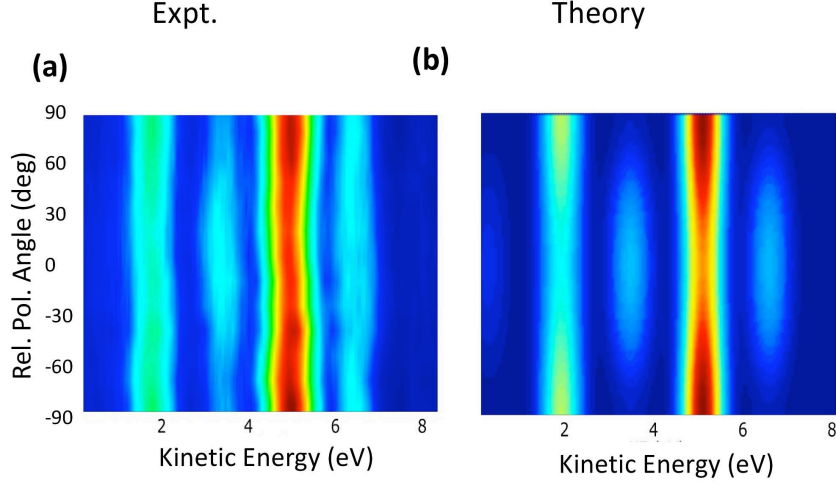 Expt.
Theory
(a)
(b)
Rel. Pol. Angle (deg)
90
60
30
0
-30
-60
-90
2 4 6 8
2 4 6 8
Kinetic Energy (eV)
Kinetic Energy (eV)